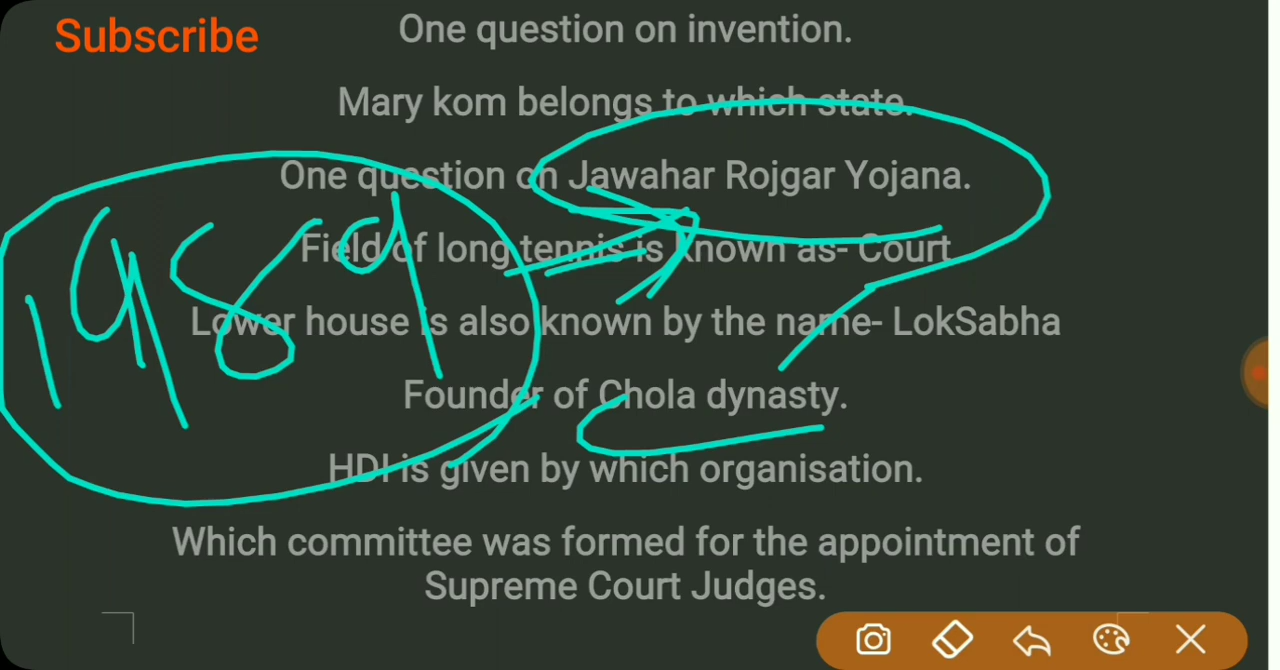 Subscribe
One question on invention.
Mary kom belongs to which state.
One question on Jawahar Rojgar Yojana.
1989
Field of long tennis is known as- Court
Lower house is also known by the name- LokSabha
Founder of Chola dynasty.
HDI is given by which organisation.
Which committee was formed for the appointment of
Supreme Court Judges.